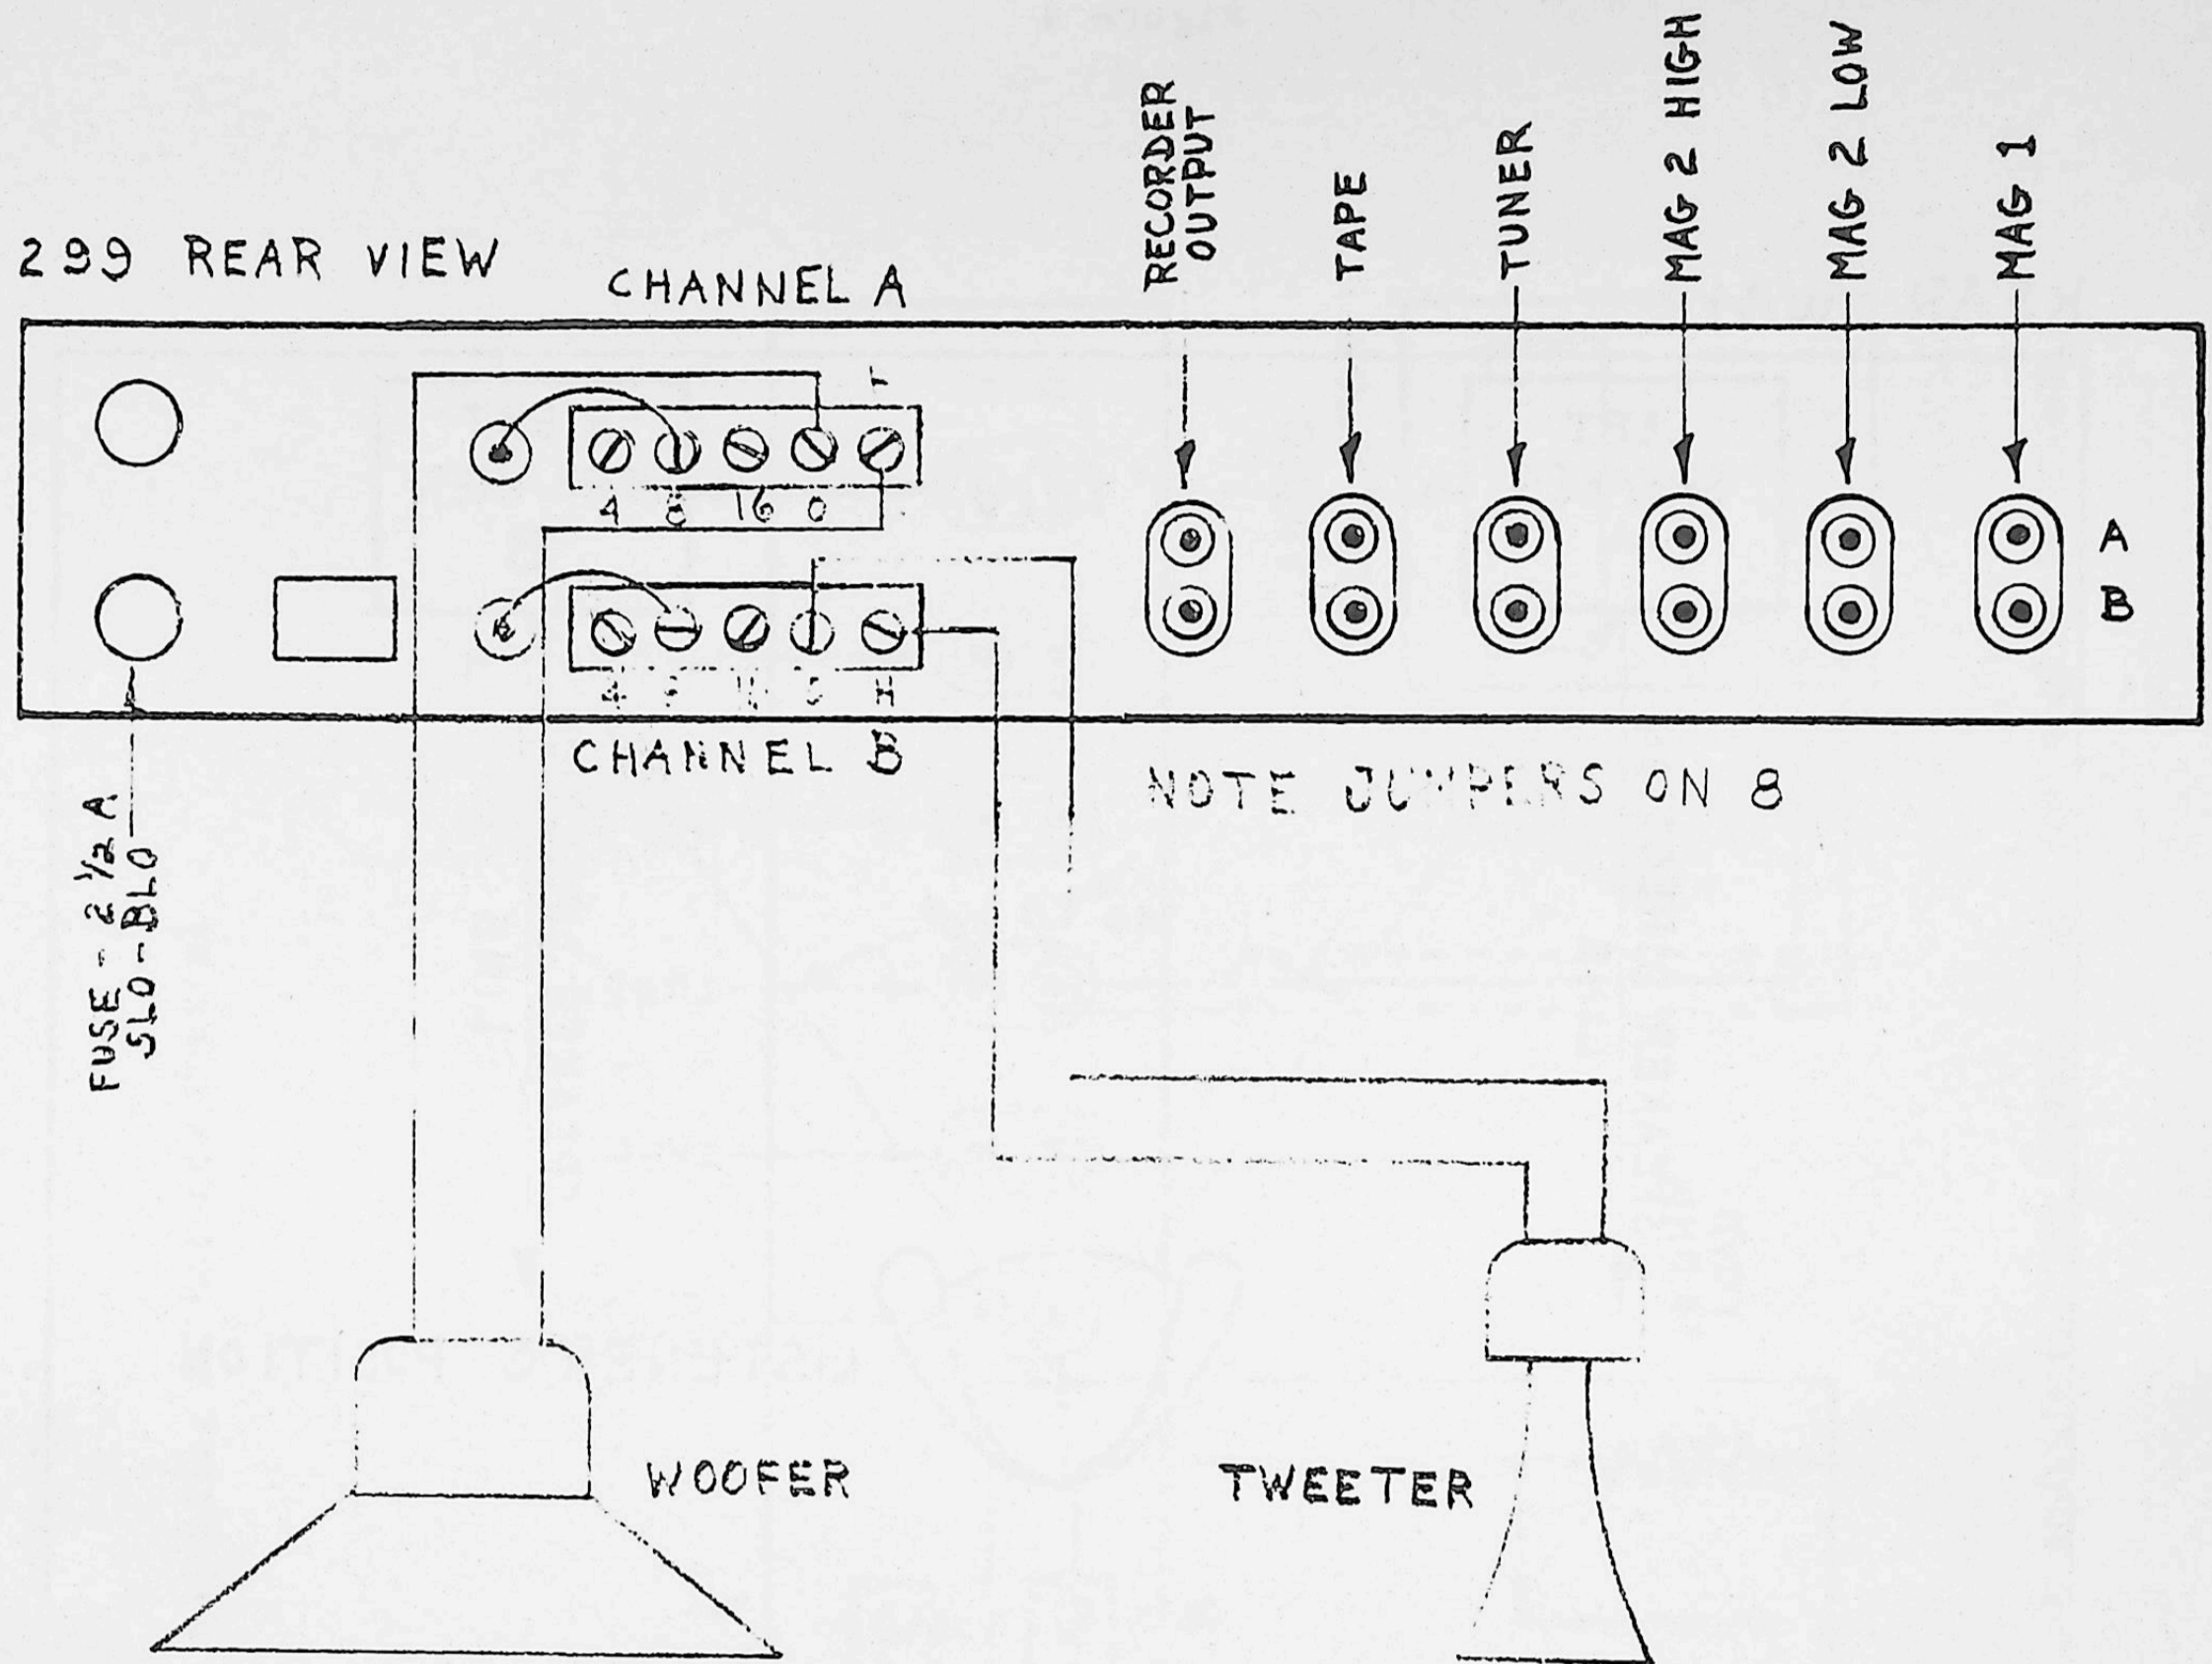 299 REAR VIEW
CHANNEL A
RECORDER
OUTPUT
TAPE
TUNER
MAG 2 HIGH
MAG 2 LOW
MAG 1
4 8 16 0
A
B
4 H
CHANNEL B
NOTE JUMPERS ON 8
FUSE - 2 1/2 A
SLO-BLO
WOOFER
TWEETER